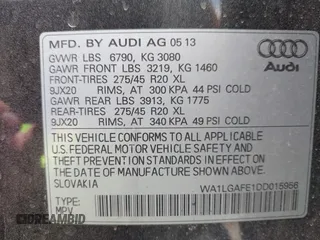 MFD. BY AUDI AG 05 13
GVWR LBS 6790, KG 3080
GAWR FRONT LBS 3219, KG 1460
FRONT-TIRES 275/45 R20 XL
9JX20 RIMS, AT 300 KPA 44 PSI COLD
GAWR REAR LBS 3913, KG 1775
REAR-TIRES 275/45 R20 XL
9JX20 RIMS, AT 340 KPA 49 PSI COLD
THIS VEHICLE CONFORMS TO ALL APPLICABLE
U.S. FEDERAL MOTOR VEHICLE SAFETY AND
THEFT PREVENTION STANDARDS IN EFFECT ON
THE DATE OF MANUFACTURE SHOWN ABOVE.
SLOVAKIA WA1LGAFE1DD015956
TYPE:
MPV
Audi
DREAMBID